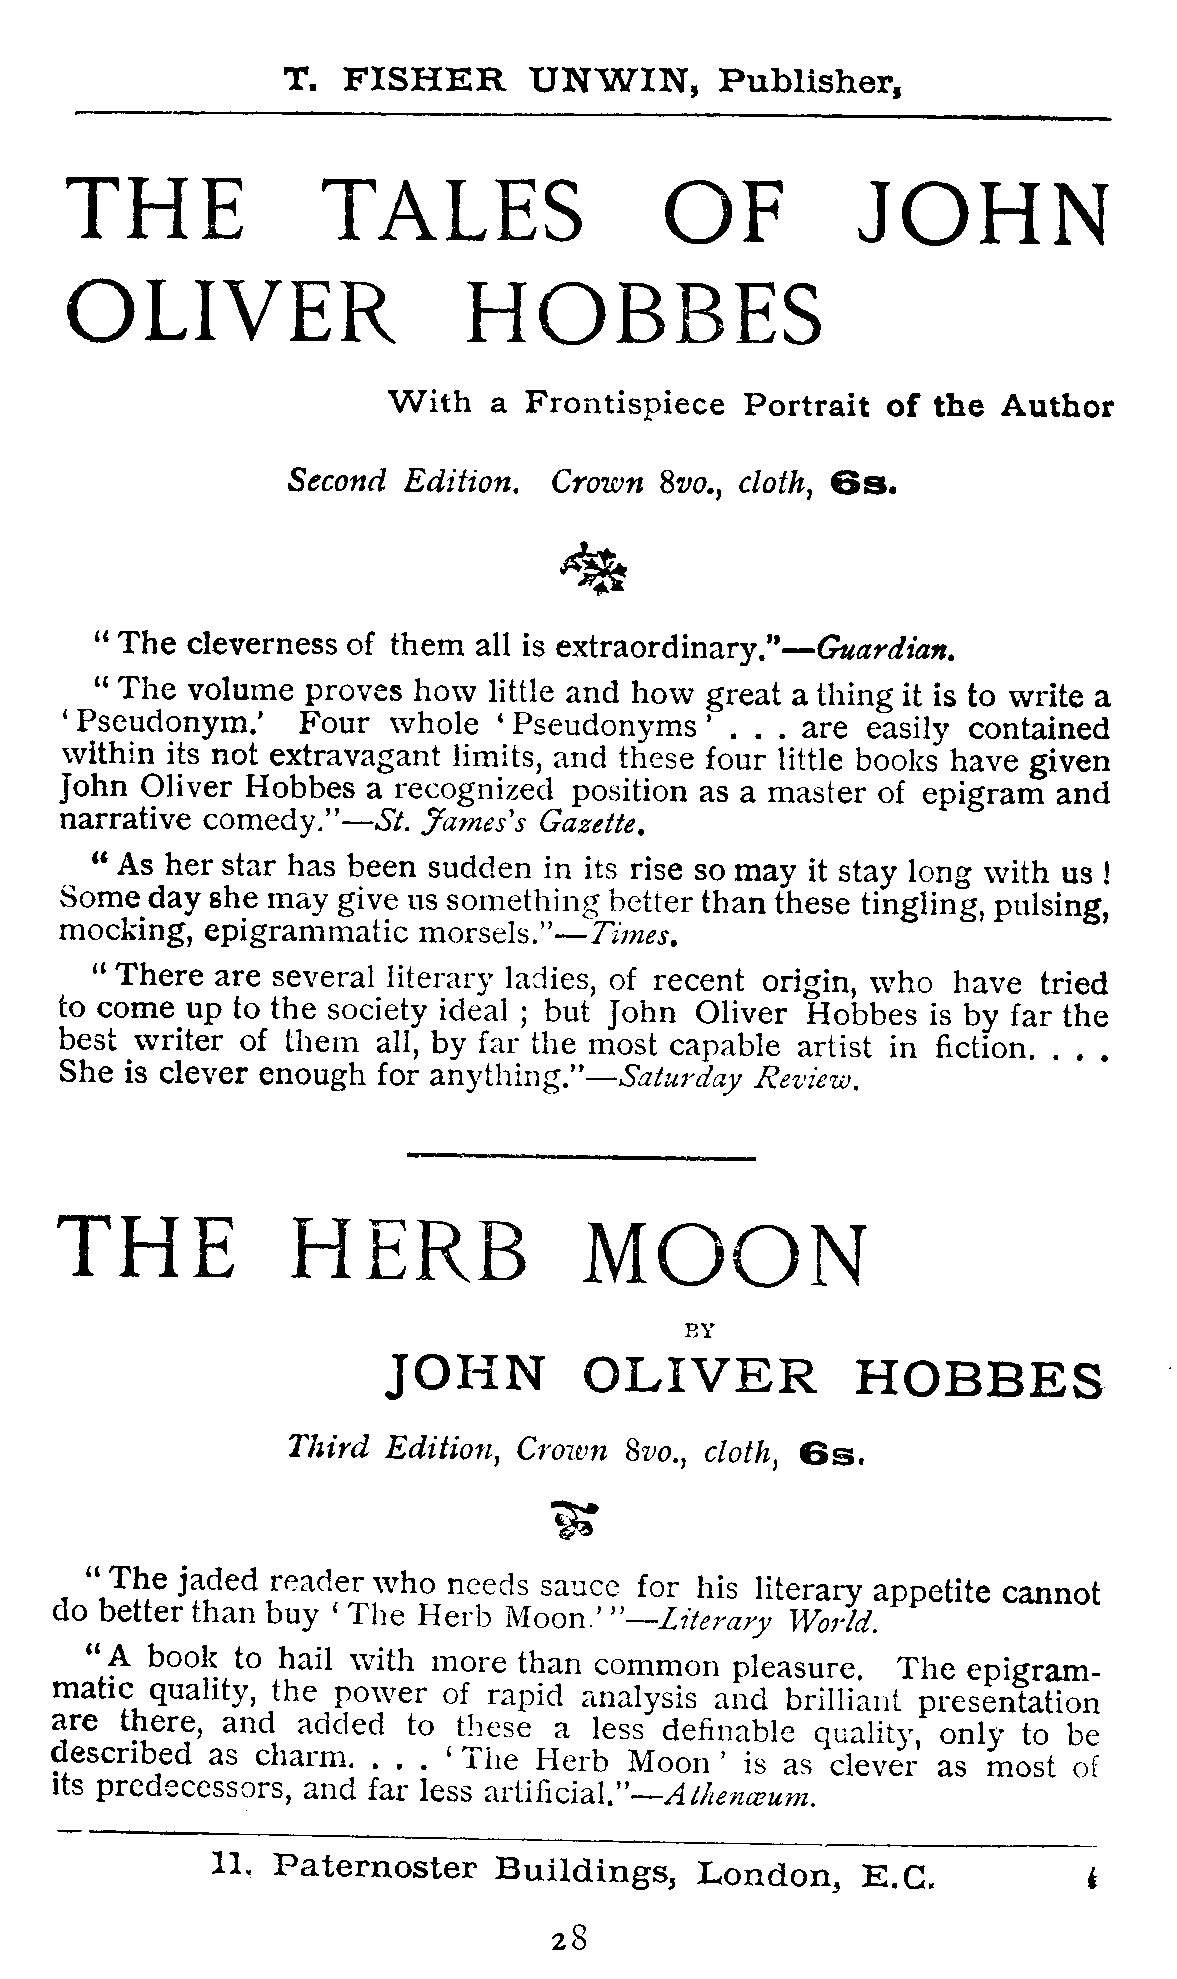 T. FISHER UNWIN, Publisher,
THE TALES OF JOHN
OLIVER HOBBES
With a Frontispiece Portrait of the Author
Second Edition. Crown 8vo., cloth, 6s.
“ The cleverness of them all is extraordinary.”—Guardian.
“ The volume proves how little and how great a thing it is to write a
‘ Pseudonym.’ Four whole ‘ Pseudonyms ’ . . . are easily contained
within its not extravagant limits, and these four little books have given
John Oliver Hobbes a recognized position as a master of epigram and
narrative comedy.”—St. James's Gazette.
“ As her star has been sudden in its rise so may it stay long with us !
Some day she may give us something better than these tingling, pulsing,
mocking, epigrammatic morsels.”—Times.
“ There are several literary ladies, of recent origin, who have tried
to come up to the society ideal ; but John Oliver Hobbes is by far the
best writer of them all, by far the most capable artist in fiction. . . .
She is clever enough for anything.”—Saturday Review.
THE HERB MOON
BY
JOHN OLIVER HOBBES
Third Edition, Crown 8vo., cloth, 6s.
“ The jaded reader who needs sauce for his literary appetite cannot
do better than buy ‘ The Herb Moon.’ ”—Literary World.
“ A book to hail with more than common pleasure. The epigram-
matic quality, the power of rapid analysis and brilliant presentation
are there, and added to these a less definable quality, only to be
described as charm. . . . ‘ The Herb Moon ’ is as clever as most of
its predecessors, and far less artificial.”—Athenæum.
11, Paternoster Buildings, London, E.C.
28